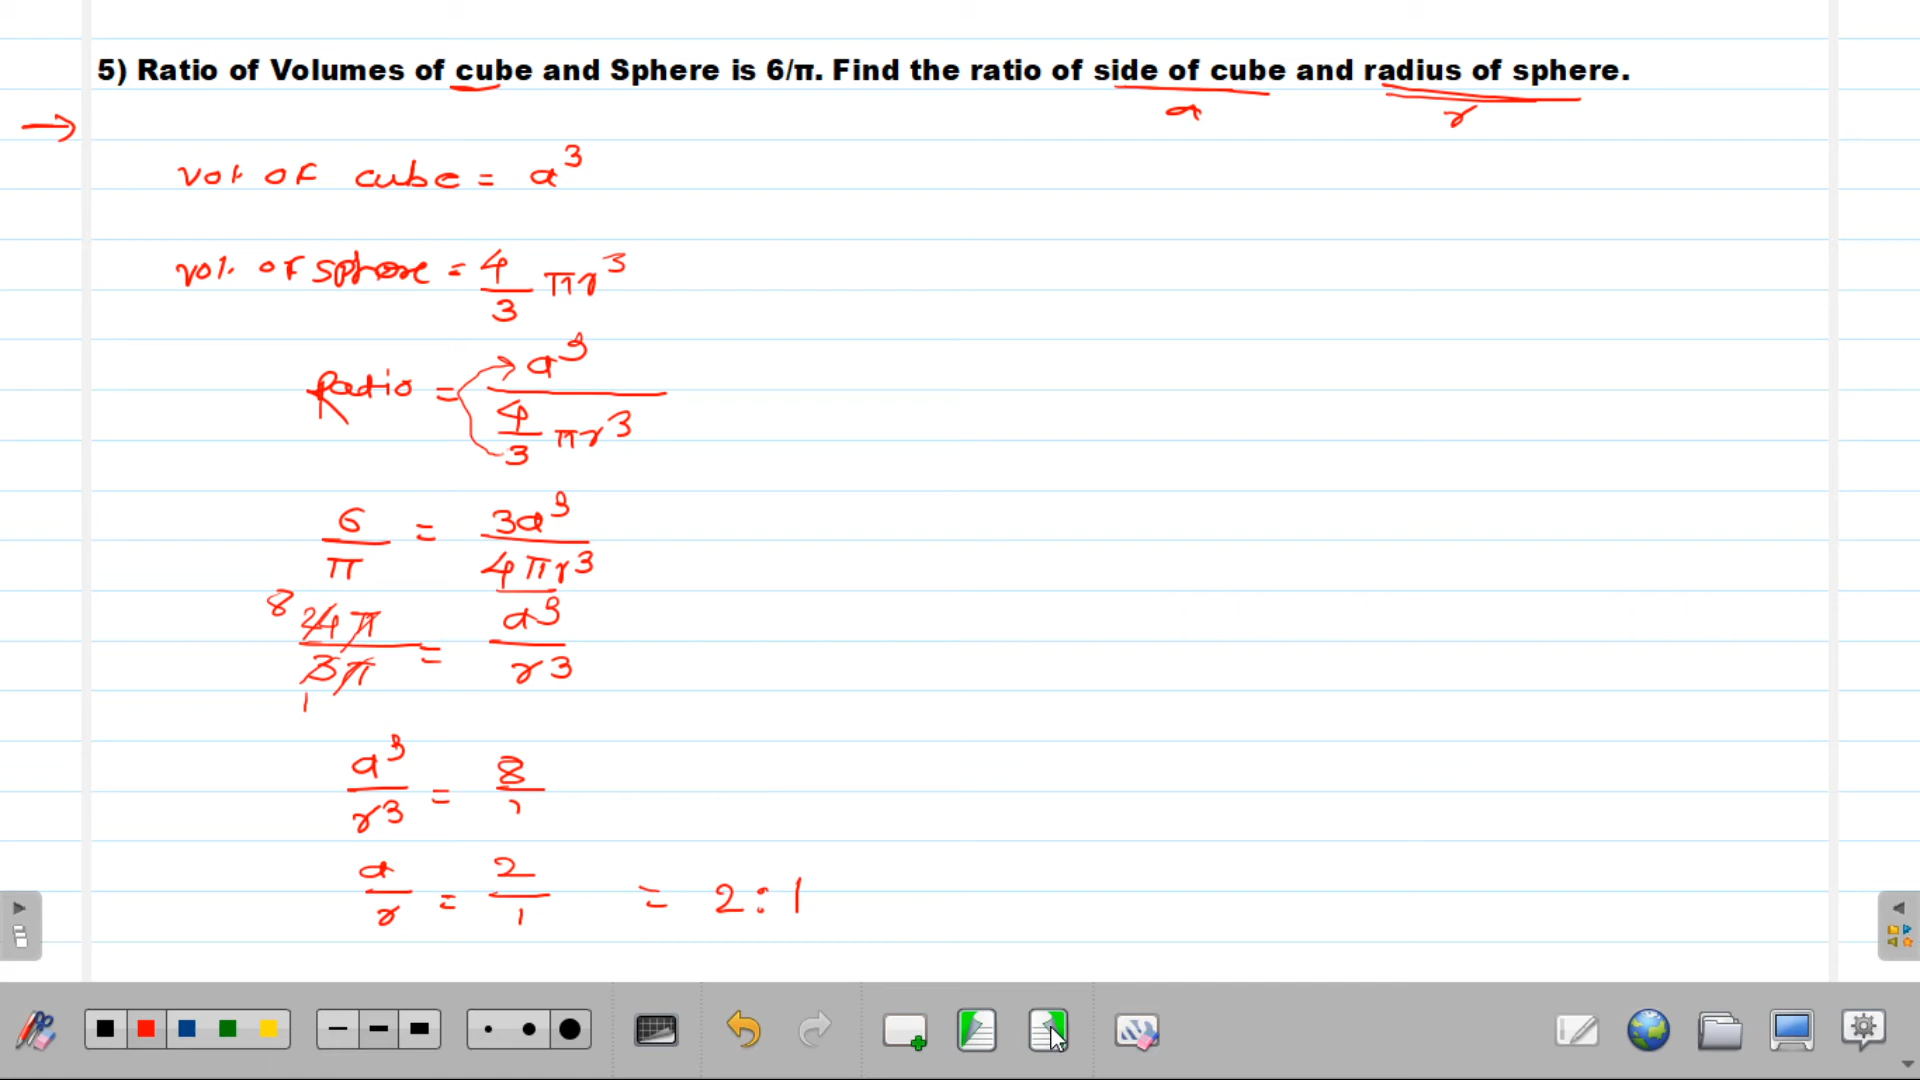 5) Ratio of Volumes of cube and Sphere is 6/π. Find the ratio of side of cube and radius of sphere.
a r
→
vol. of cube = a³
vol. of sphere = 4/3 πr³
Ratio = a³ / 4/3 πr³
6/π = 3a³/4πr³
8 24π/3π 1 = a³/r³
a³/r³ = 8/1
a/r = 2/1 = 2:1